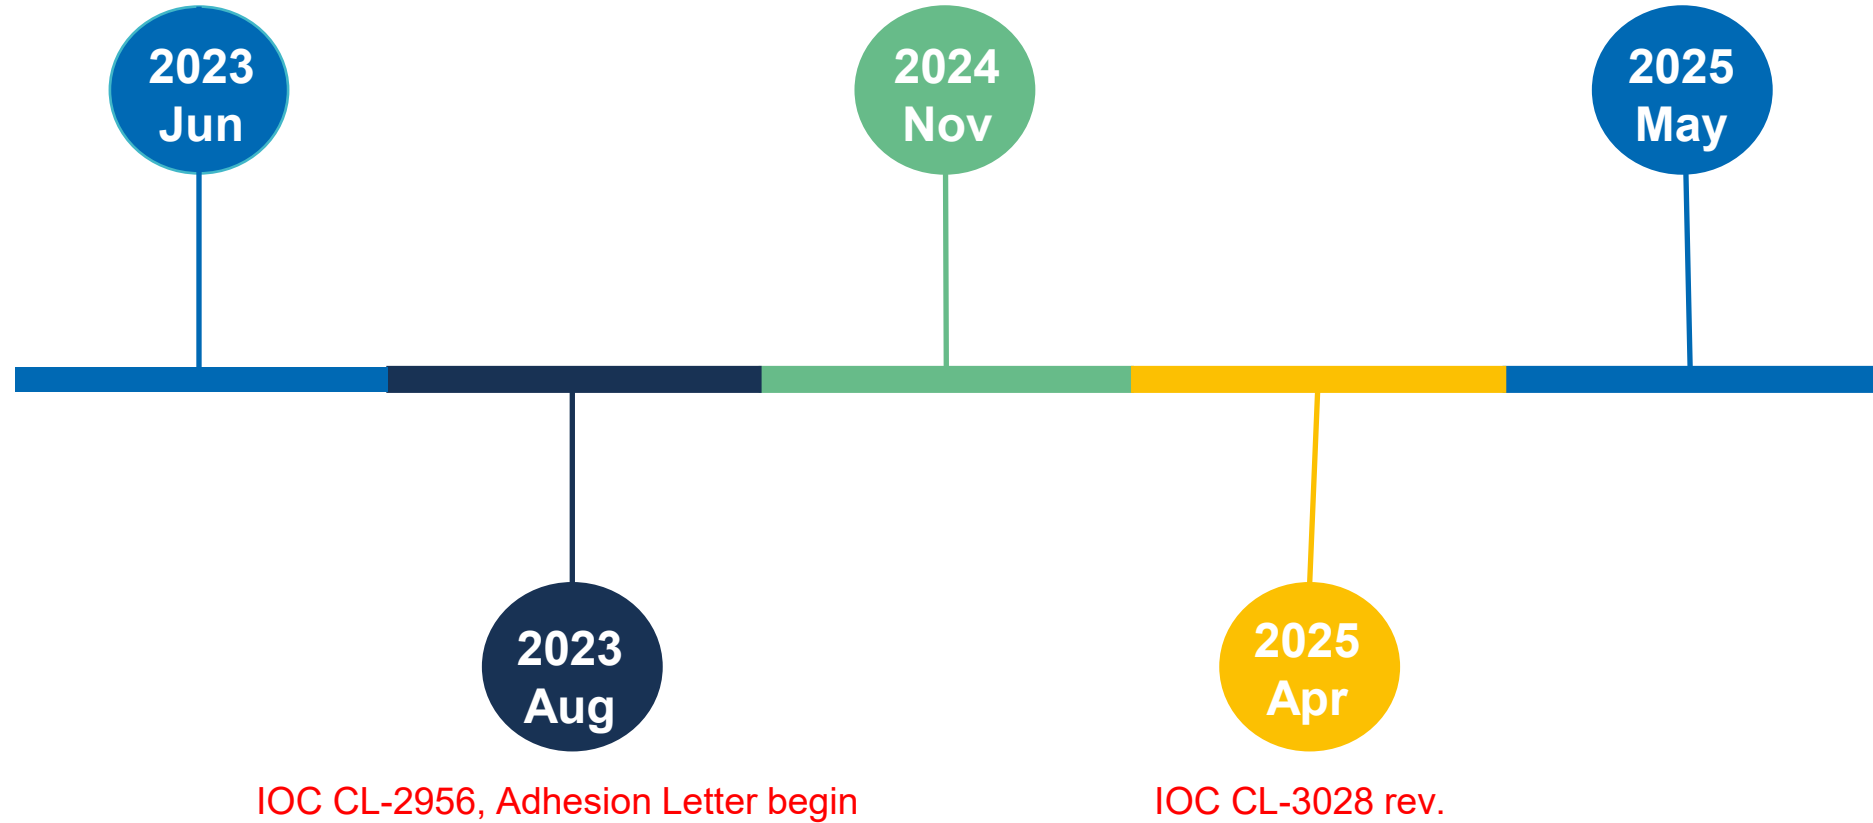 2023
Jun
2024
Nov
2025
May
2023
Aug
2025
Apr
IOC CL-2956, Adhesion Letter begin
IOC CL-3028 rev.